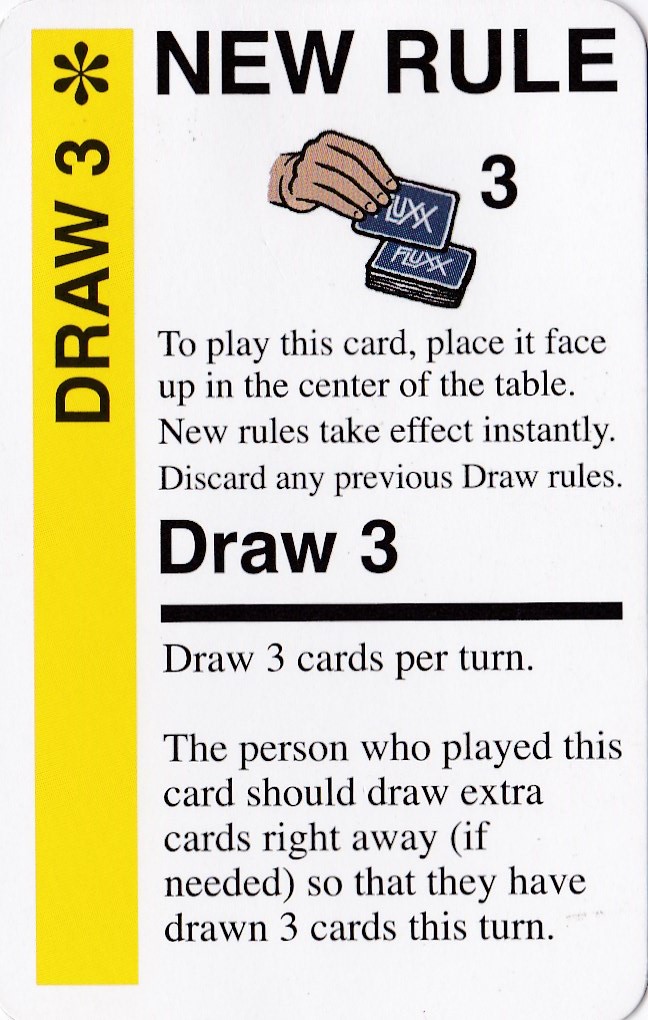 NEW RULE
* DRAW 3
3
FLUXX
FLUXX
To play this card, place it face
up in the center of the table.
New rules take effect instantly.
Discard any previous Draw rules.
Draw 3
Draw 3 cards per turn.
The person who played this
card should draw extra
cards right away (if
needed) so that they have
drawn 3 cards this turn.